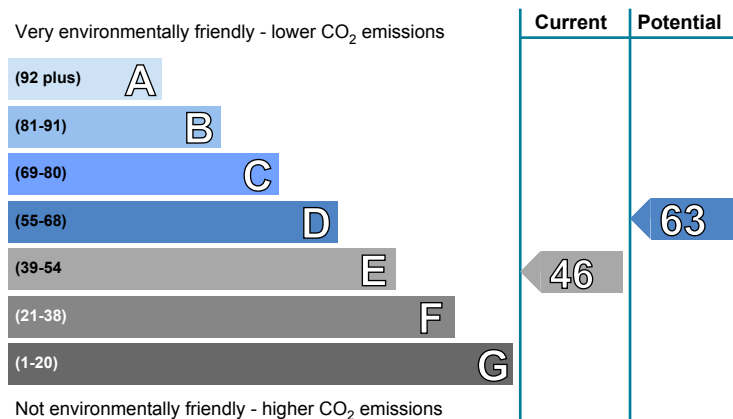 Current Potential
Very environmentally friendly - lower CO₂ emissions
(92 plus) A
(81-91) B
(69-80) C
(55-68) D
63
(39-54 E
46
(21-38) F
(1-20) G
Not environmentally friendly - higher CO₂ emissions